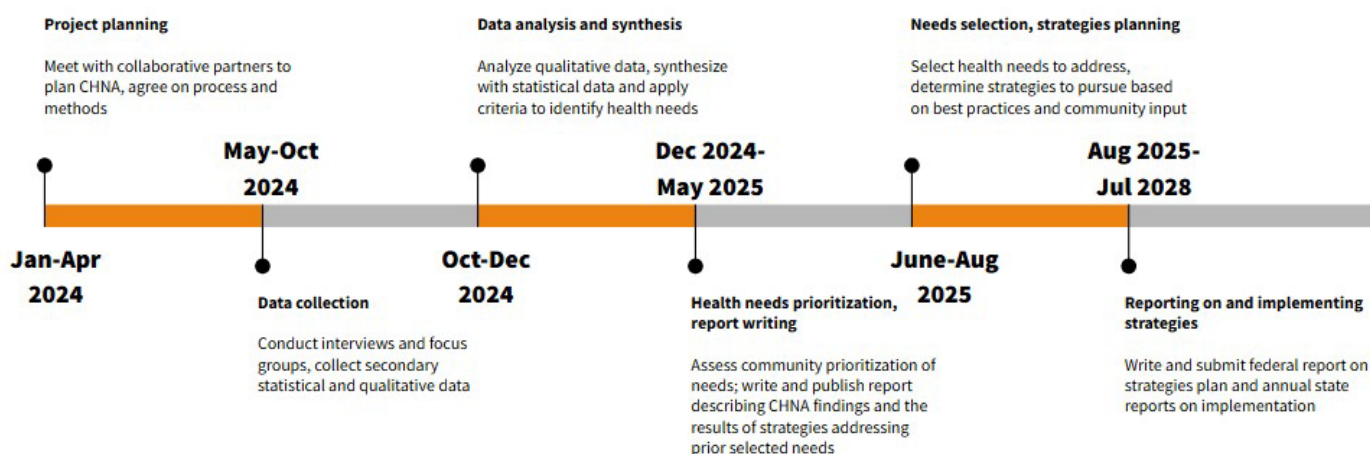 Project planning
Meet with collaborative partners to
plan CHNA, agree on process and
methods
Jan-Apr
2024
May-Oct
2024
Data collection
Conduct interviews and focus
groups, collect secondary
statistical and qualitative data
Data analysis and synthesis
Analyze qualitative data, synthesize
with statistical data and apply
criteria to identify health needs
Oct-Dec
2024
Dec 2024-
May 2025
Health needs prioritization,
report writing
Assess community prioritization of
needs; write and publish report
describing CHNA findings and the
results of strategies addressing
prior selected needs
Needs selection, strategies planning
Select health needs to address,
determine strategies to pursue based
on best practices and community input
June-Aug
2025
Aug 2025-
Jul 2028
Reporting on and implementing
strategies
Write and submit federal report on
strategies plan and annual state
reports on implementation